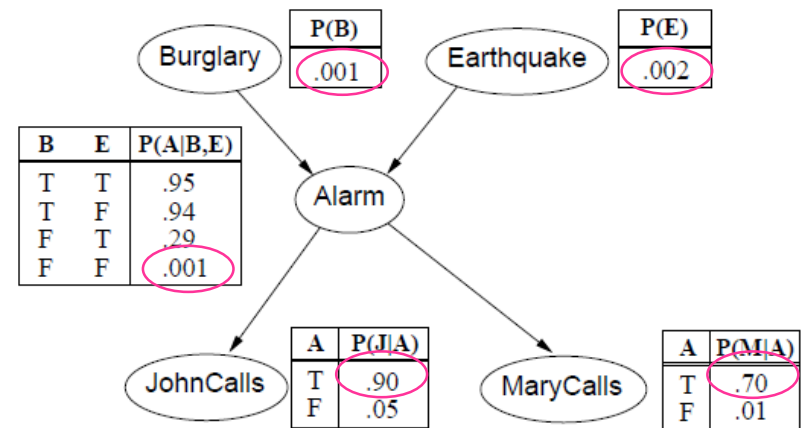 Burglary
P(B)
.001
Earthquake
P(E)
.002
B E P(A|B,E)
T T .95
T F .94
F T .29
F F .001
Alarm
JohnCalls
A P(J|A)
T .90
F .05
MaryCalls
A P(M|A)
T .70
F .01